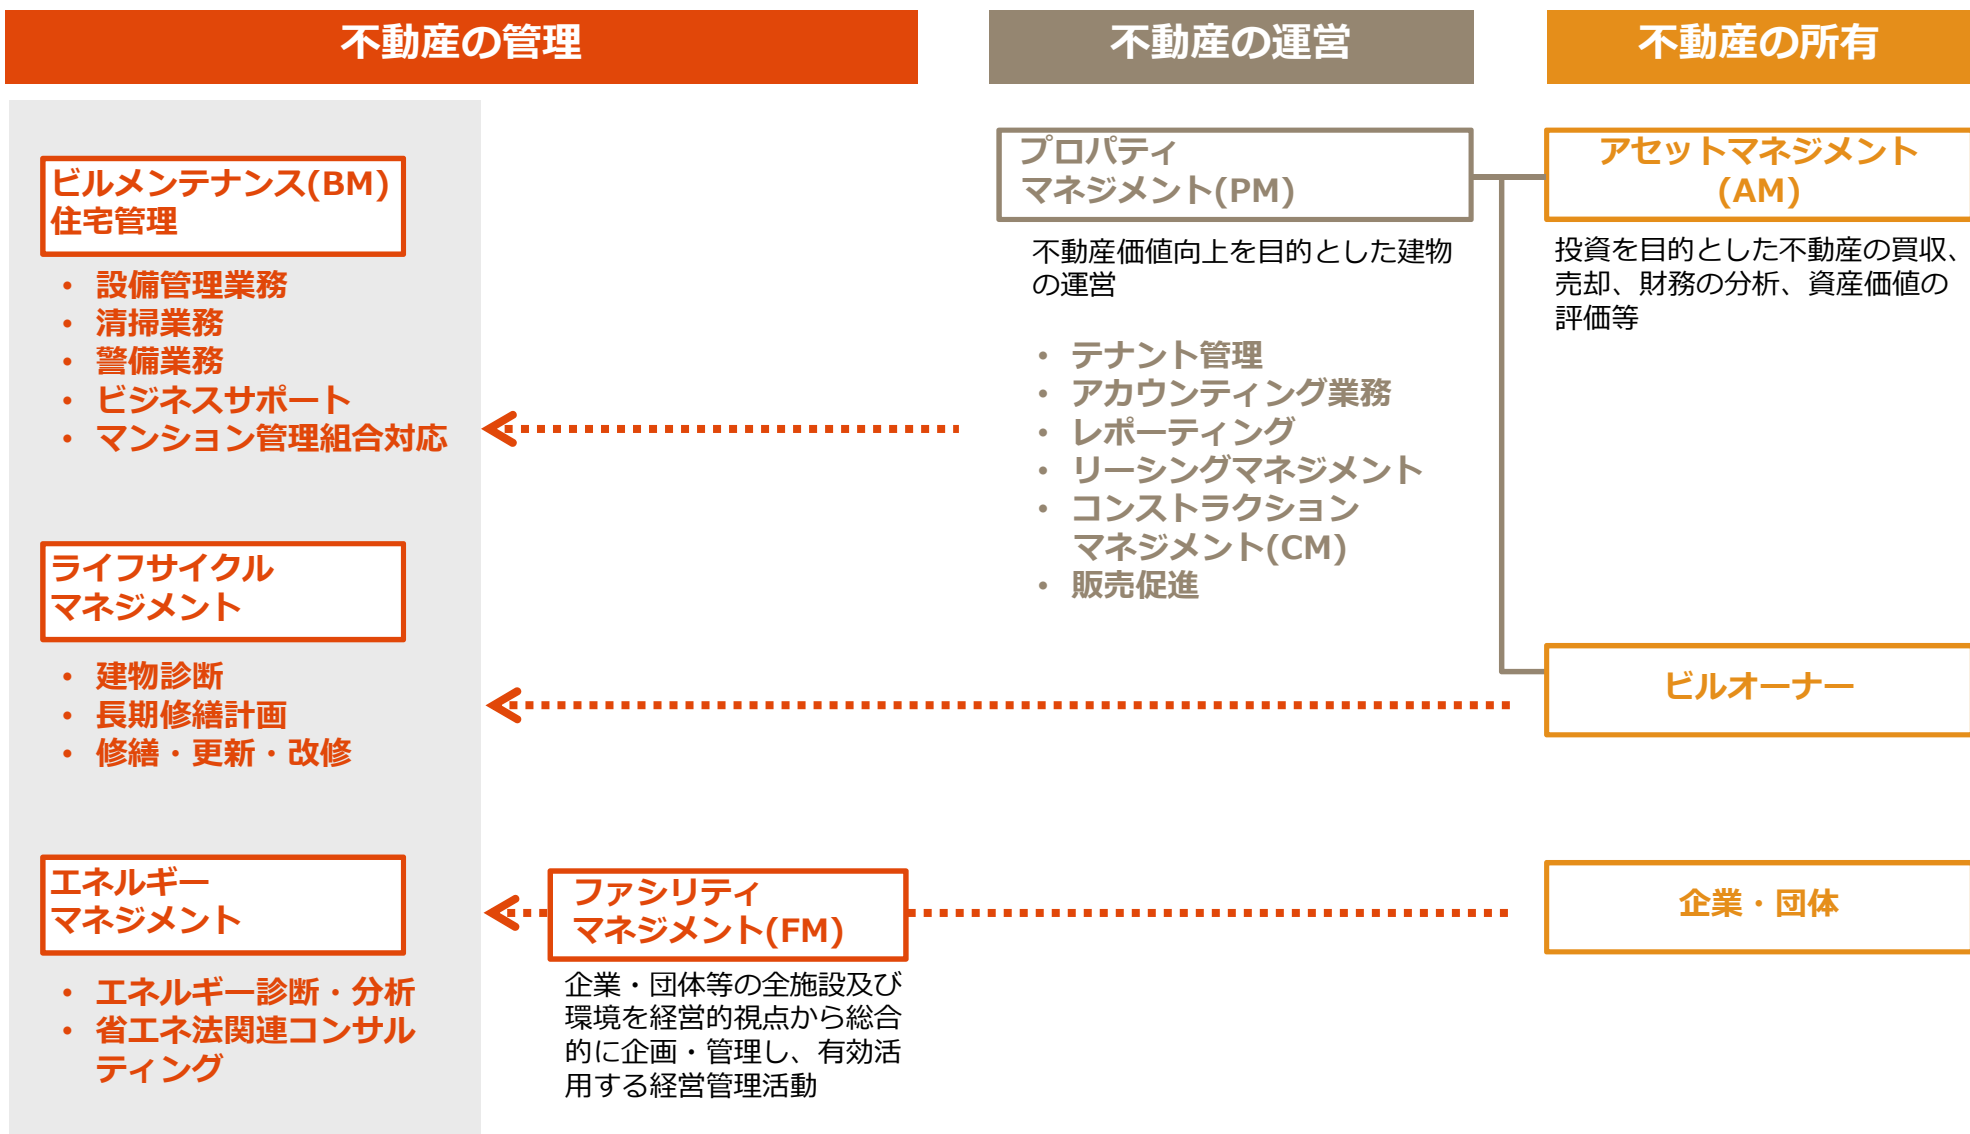 不動産の管理
不動産の運営
不動産の所有
ビルメンテナンス(BM)
住宅管理
・ 設備管理業務
・ 清掃業務
・ 警備業務
・ ビジネスサポート
・ マンション管理組合対応
ライフサイクル
マネジメント
・ 建物診断
・ 長期修繕計画
・ 修繕・更新・改修
エネルギー
マネジメント
・ エネルギー診断・分析
・ 省エネ法関連コンサル
ティング
ファシリティ
マネジメント(FM)
企業・団体等の全施設及び
環境を経営的視点から総合
的に企画・管理し、有効活
用する経営管理活動
プロパティ
マネジメント(PM)
不動産価値向上を目的とした建物
の運営
・ テナント管理
・ アカウンティング業務
・ レポーティング
・ リーシングマネジメント
・ コンストラクション
マネジメント(CM)
・ 販売促進
アセットマネジメント
(AM)
投資を目的とした不動産の買収、
売却、財務の分析、資産価値の
評価等
ビルオーナー
企業・団体